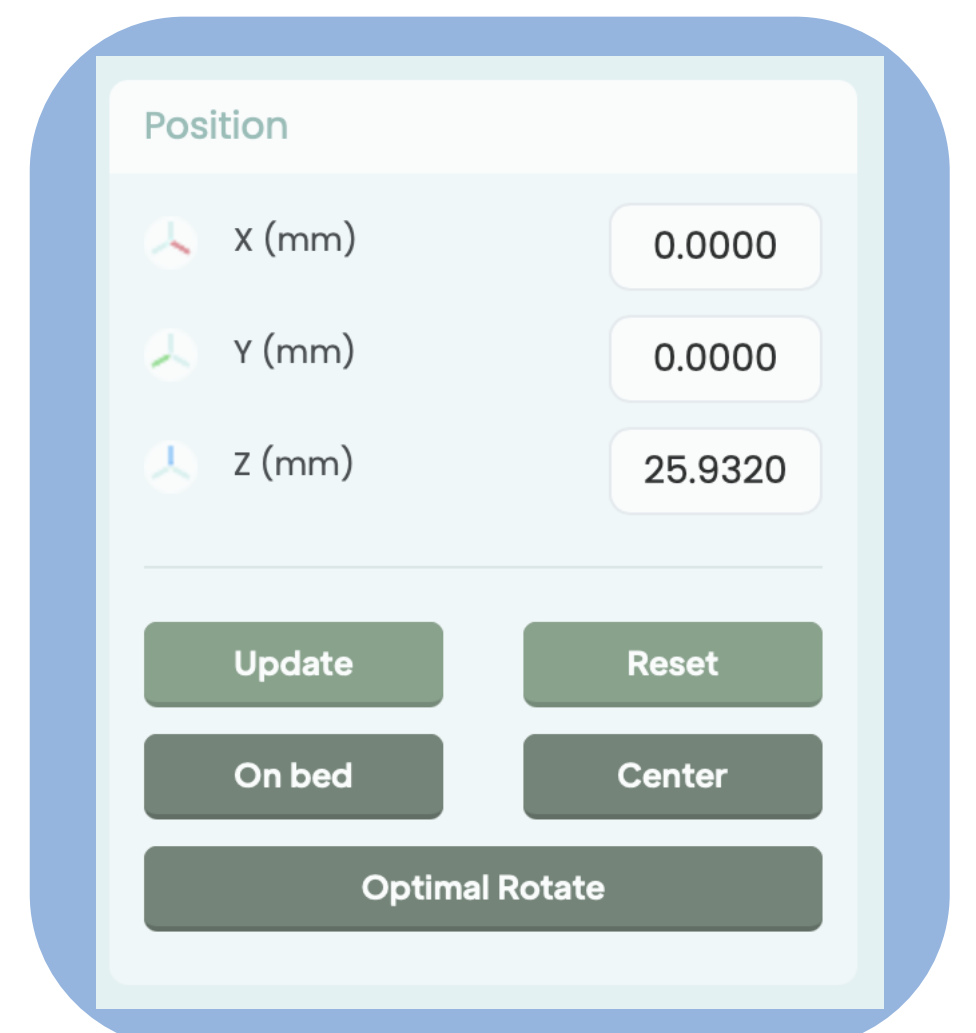 Position
X (mm) 0.0000
Y (mm) 0.0000
Z (mm) 25.9320
Update Reset
On bed Center
Optimal Rotate